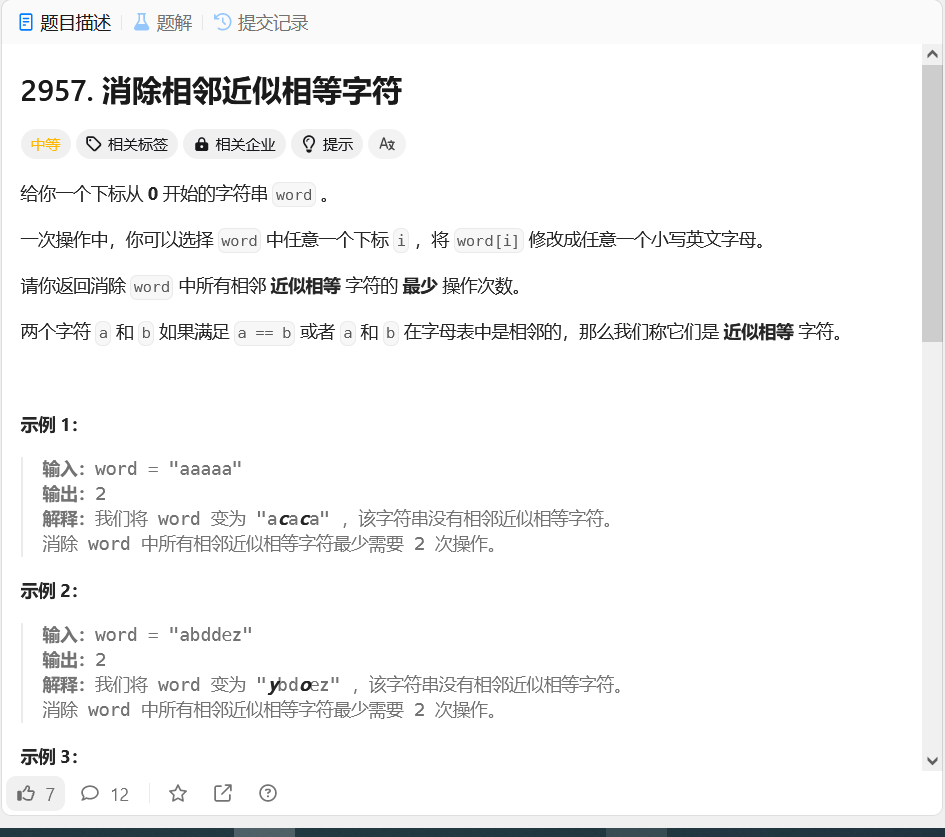 题目描述 题解 提交记录
2957. 消除相邻近似相等字符
中等 相关标签 相关企业 提示
给你一个下标从 0 开始的字符串 word 。
一次操作中，你可以选择 word 中任意一个下标 i ，将 word[i] 修改成任意一个小写英文字母。
请你返回消除 word 中所有相邻 近似相等 字符的 最少 操作次数。
两个字符 a 和 b 如果满足 a == b 或者 a 和 b 在字母表中是相邻的，那么我们称它们是 近似相等 字符。
示例 1：
输入：word = "aaaaa"
输出：2
解释：我们将 word 变为 "acaca" ，该字符串没有相邻近似相等字符。
消除 word 中所有相邻近似相等字符最少需要 2 次操作。
示例 2：
输入：word = "abddez"
输出：2
解释：我们将 word 变为 "ybdoez" ，该字符串没有相邻近似相等字符。
消除 word 中所有相邻近似相等字符最少需要 2 次操作。
示例 3：
7 12